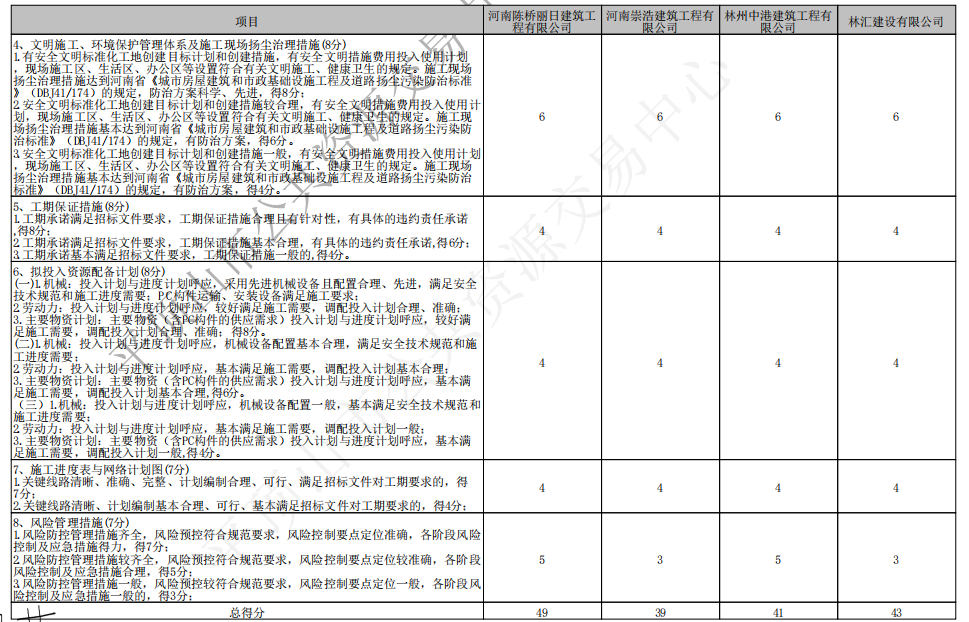 项目 河南陈桥丽日建筑工 河南崇浩建筑工程有 林州中港建筑工程有 林汇建设有限公司
程有限公司 限公司 限公司
4、文明施工、环境保护管理体系及施工现场扬尘治理措施(8分)
1.有安全文明标准化工地创建目标计划和创建措施，有安全文明措施费用投入使用计划
，现场施工区、生活区、办公区等设置符合有关文明施工、健康卫生的规定。施工现场
扬尘治理措施达到河南省《城市房屋建筑和市政基础设施工程及道路扬尘污染防治标准
》（DBJ41/174）的规定，防治方案科学、先进，得8分；
2.安全文明标准化工地创建目标计划和创建措施较合理，有安全文明措施费用投入使用计
划，现场施工区、生活区、办公区等设置符合有关文明施工、健康卫生的规定。施工现
场扬尘治理措施基本达到河南省《城市房屋建筑和市政基础设施工程及道路扬尘污染防
治标准》（DBJ41/174）的规定，有防治方案，得6分。
3.安全文明标准化工地创建目标计划和创建措施一般，有安全文明措施费用投入使用计划
，现场施工区、生活区、办公区等设置符合有关文明施工、健康卫生的规定。施工现场
扬尘治理措施基本达到河南省《城市房屋建筑和市政基础设施工程及道路扬尘污染防治
标准》（DBJ41/174）的规定，有防治方案，得4分。
6 6 6 6
5、工期保证措施(8分)
1.工期承诺满足招标文件要求，工期保证措施合理且有针对性，有具体的违约责任承诺
,得8分；
2.工期承诺满足招标文件要求，工期保证措施基本合理，有具体的违约责任承诺,得6分；
3.工期承诺基本满足招标文件要求，工期保证措施一般的,得4分。
4 4 4 4
6、拟投入资源配备计划(8分)
(一)1.机械：投入计划与进度计划呼应，采用先进机械设备且配置合理、先进，满足安全
技术规范和施工进度需要；PC构件运输、安装设备满足施工要求；
2.劳动力：投入计划与进度计划呼应，较好满足施工需要，调配投入计划合理、准确；
3.主要物资计划：主要物资（含PC构件的供应需求）投入计划与进度计划呼应，较好满
足施工需要，调配投入计划合理、准确；得8分。
(二)1.机械：投入计划与进度计划呼应，机械设备配置基本合理，满足安全技术规范和施
工进度需要；
2.劳动力：投入计划与进度计划呼应，基本满足施工需要，调配投入计划基本合理；
3.主要物资计划：主要物资（含PC构件的供应需求）投入计划与进度计划呼应，基本满
足施工需要，调配投入计划基本合理,得6分。
（三）1.机械：投入计划与进度计划呼应，机械设备配置一般，基本满足安全技术规范和
施工进度需要；
2.劳动力：投入计划与进度计划呼应，基本满足施工需要，调配投入计划一般；
3.主要物资计划：主要物资（含PC构件的供应需求）投入计划与进度计划呼应，基本满
足施工需要，调配投入计划一般,得4分。
4 4 4 4
7、施工进度表与网络计划图(7分)
1.关键线路清晰、准确、完整、计划编制合理、可行、满足招标文件对工期要求的，得
7分；
2.关键线路清晰、计划编制基本合理、可行、基本满足招标文件对工期要求的，得4分；
4 4 4 4
8、风险管理措施(7分)
1.风险防控管理措施齐全，风险预控符合规范要求，风险控制要点定位准确，各阶段风险
控制及应急措施得力，得7分；
2.风险防控管理措施较齐全，风险预控符合规范要求，风险控制要点定位较准确，各阶段
风险控制及应急措施合理，得5分；
3.风险防控管理措施一般，风险预控较符合规范要求，风险控制要点定位一般，各阶段风
险控制及应急措施一般的，得3分；
5 3 5 3
总得分 49 39 41 43
平顶山市公共资源交易中心
平顶山市公共资源交易中心